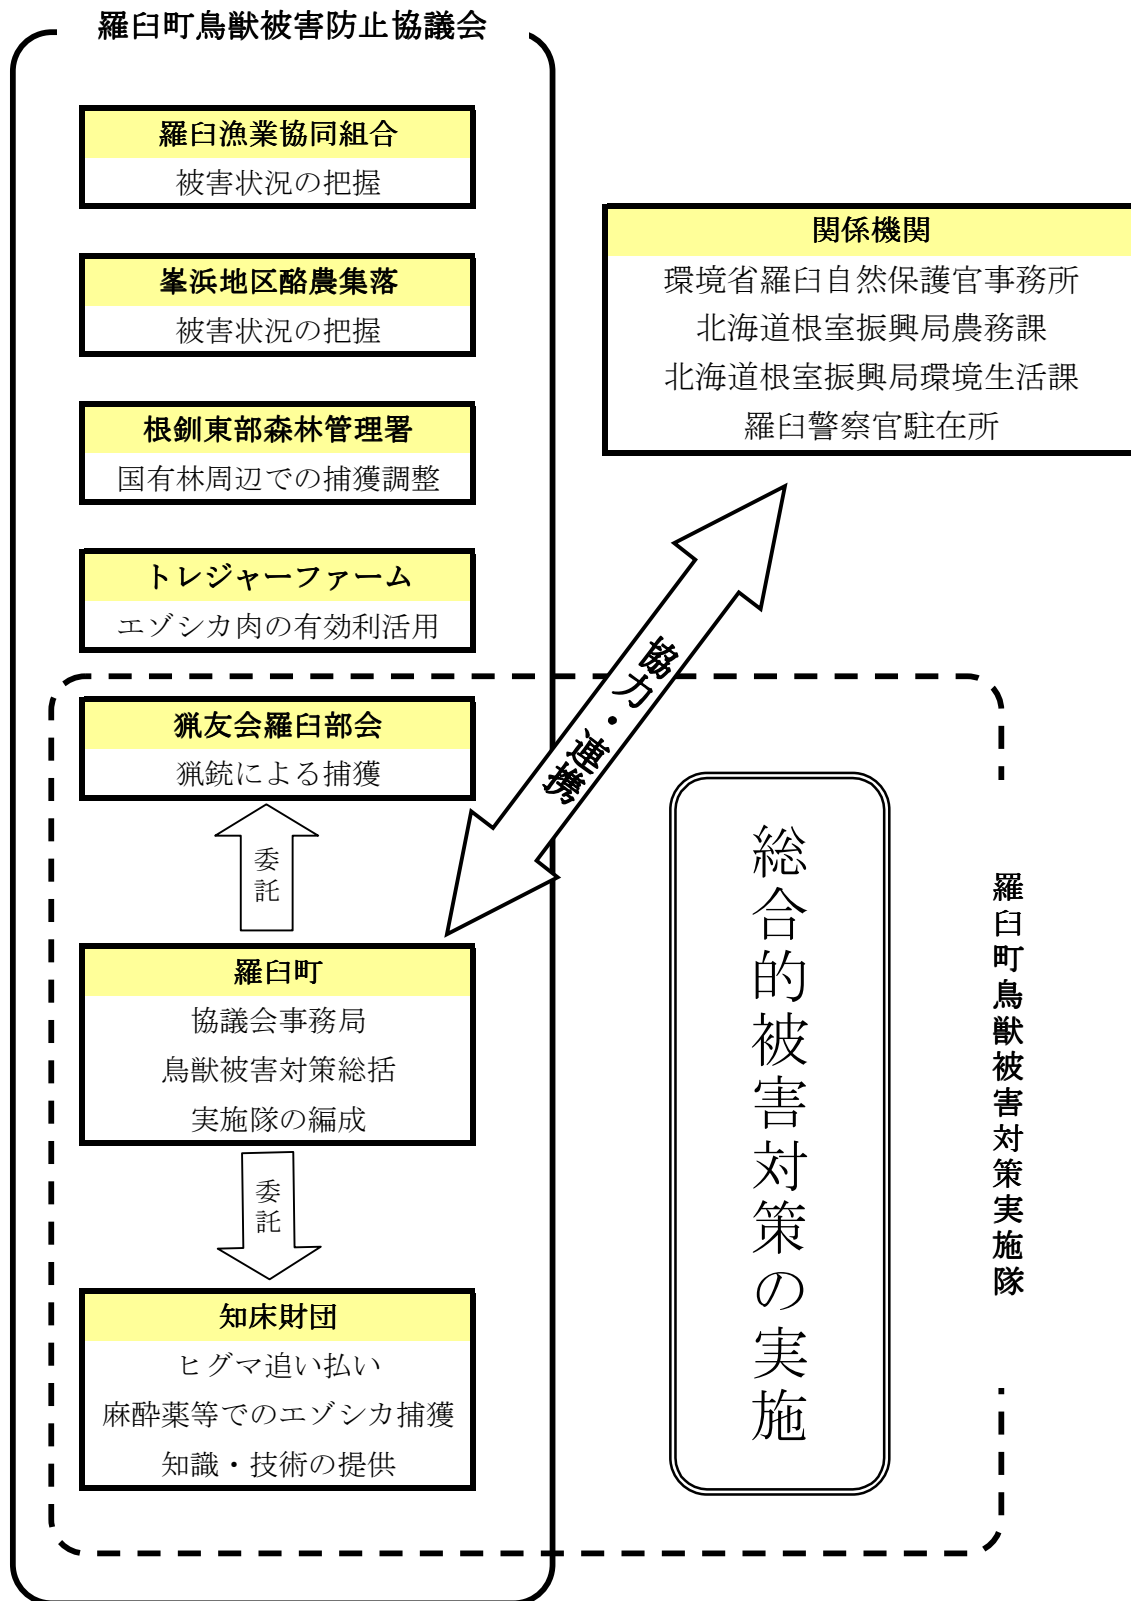 羅臼町鳥獣被害防止協議会
羅臼漁業協同組合
被害状況の把握
峯浜地区酪農集落
被害状況の把握
根釧東部森林管理署
国有林周辺での捕獲調整
トレジャーファーム
エゾシカ肉の有効利活用
猟友会羅臼部会
猟銃による捕獲
委託
羅臼町
協議会事務局
鳥獣被害対策総括
実施隊の編成
委託
知床財団
ヒグマ追い払い
麻酔薬等でのエゾシカ捕獲
知識・技術の提供
関係機関
環境省羅臼自然保護官事務所
北海道根室振興局農務課
北海道根室振興局環境生活課
羅臼警察官駐在所
協力・連携
総合的被害対策の実施
羅臼町鳥獣被害対策実施隊